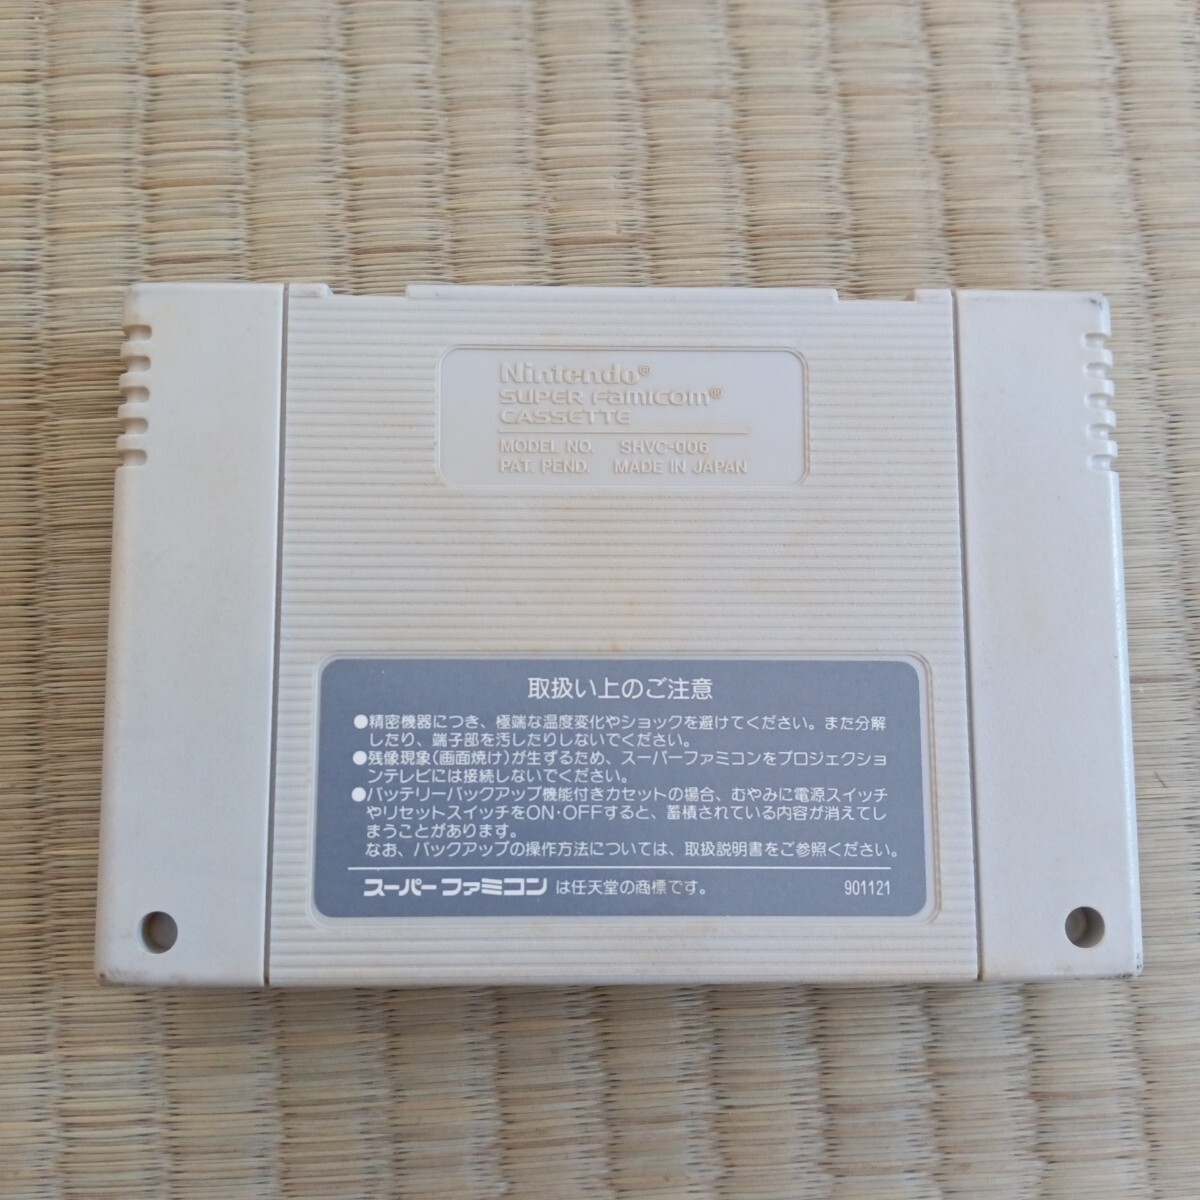 Nintendo®
SUPER FAMICOM®
CASSETTE
MODEL NO. SHVC-006
PAT. PEND. MADE IN JAPAN
取扱い上のご注意
●精密機器につき、極端な温度変化やショックを避けてください。また分解
したり、端子部を汚したりしないでください。
●残像現象(画面焼け)が生ずるため、スーパーファミコンをプロジェクショ
ンテレビには接続しないでください。
●バッテリーバックアップ機能付きカセットの場合、むやみに電源スイッチ
やリセットスイッチをON・OFFすると、蓄積されている内容が消えてし
まうことがあります。
なお、バックアップの操作方法については、取扱説明書をご参照ください。
スーパーファミコンは任天堂の商標です。 901121